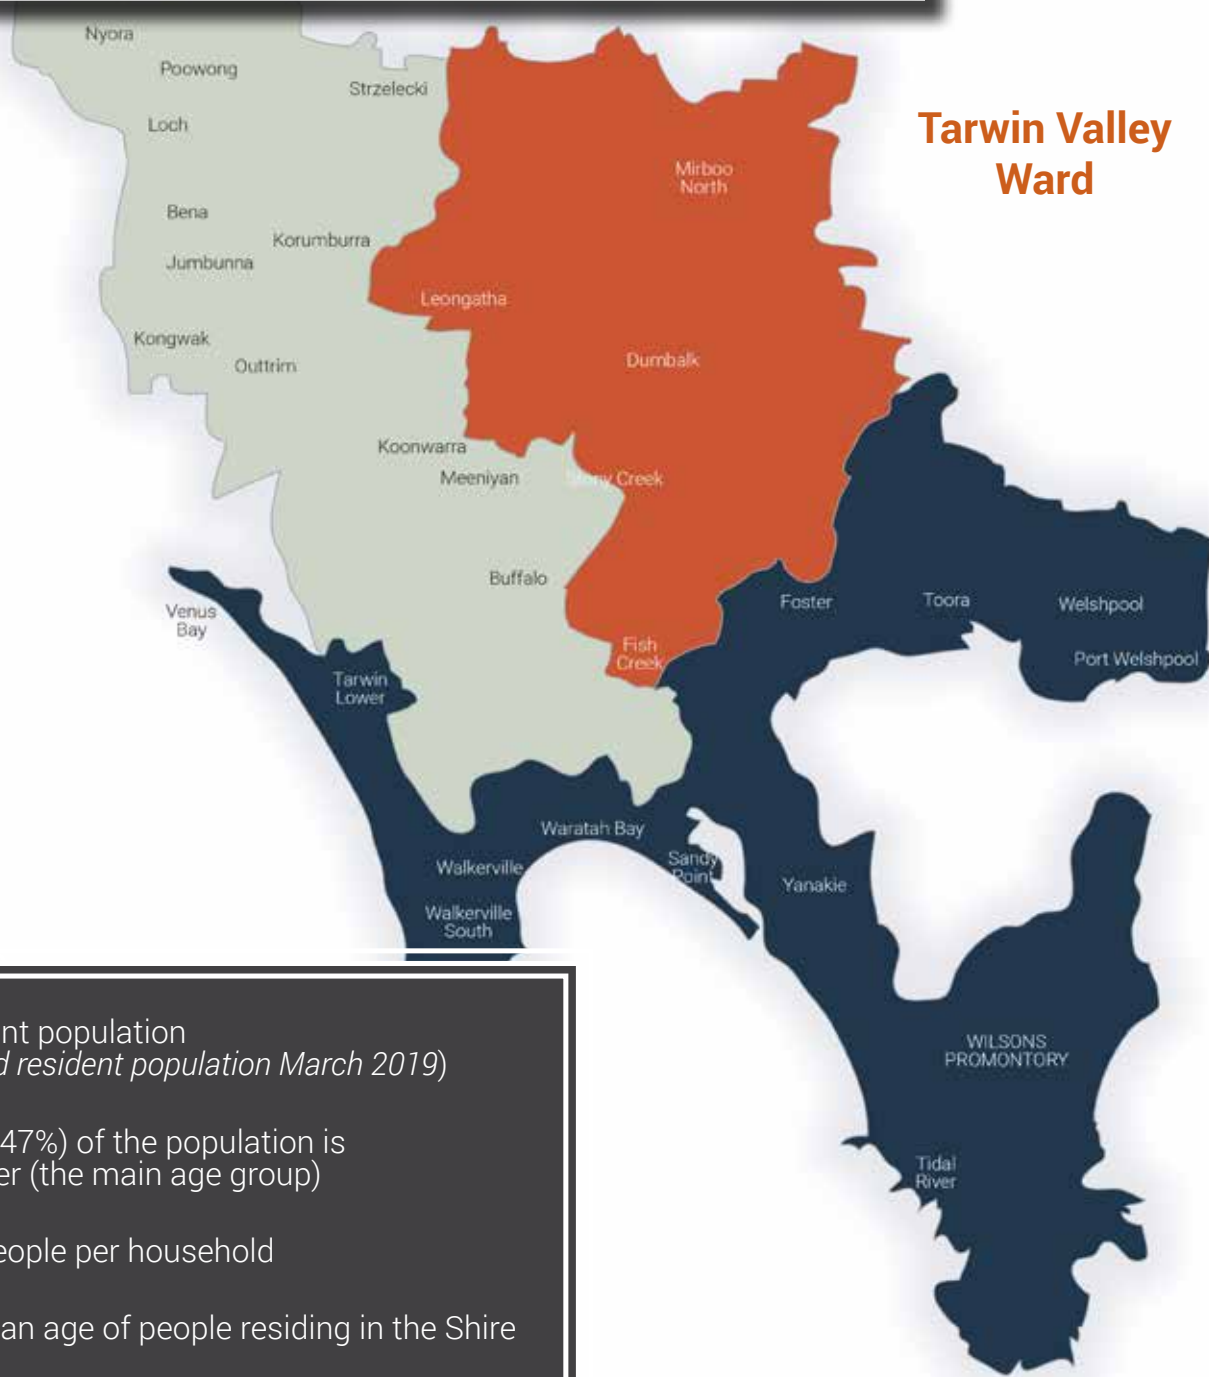 Nyora
Poowong
Strzelecki
Loch
Tarwin Valley
Ward
Mirboo
North
Bena
Korumburra
Jumbunna
Leongatha
Kongwak
Outtrim
Dumbalk
Koonwarra
Meeniyan
Stony Creek
Buffalo
Venus
Bay
Foster
Toora
Welshpool
Fish
Creek
Port Welshpool
Tarwin
Lower
Waratah Bay
Walkerville
Sandy
Point
Yanakie
Walkerville
South
WILSONS
PROMONTORY
Tidal
River
nt population
d resident population March 2019)
47%) of the population is
er (the main age group)
eople per household
an age of people residing in the Shire